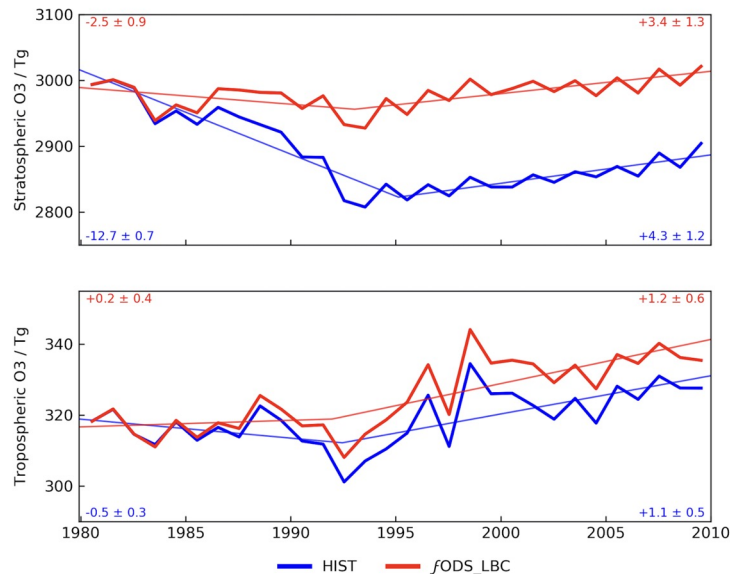 -2.5 ± 0.9
+3.4 ± 1.3
Stratospheric O3 / Tg
3100
3000
2900
2800
-12.7 ± 0.7
+4.3 ± 1.2
+0.2 ± 0.4
+1.2 ± 0.6
Tropospheric O3 / Tg
340
320
300
-0.5 ± 0.3
+1.1 ± 0.5
1980 1985 1990 1995 2000 2005 2010
HIST ƒODS_LBC